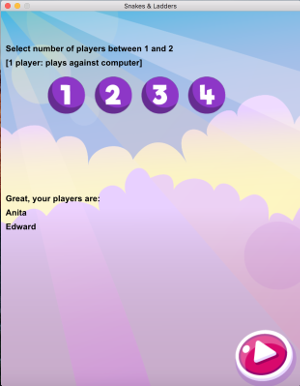 Snakes & Ladders
Select number of players between 1 and 2
[1 player: plays against computer]
1 2 3 4
Great, your players are:
Anita
Edward